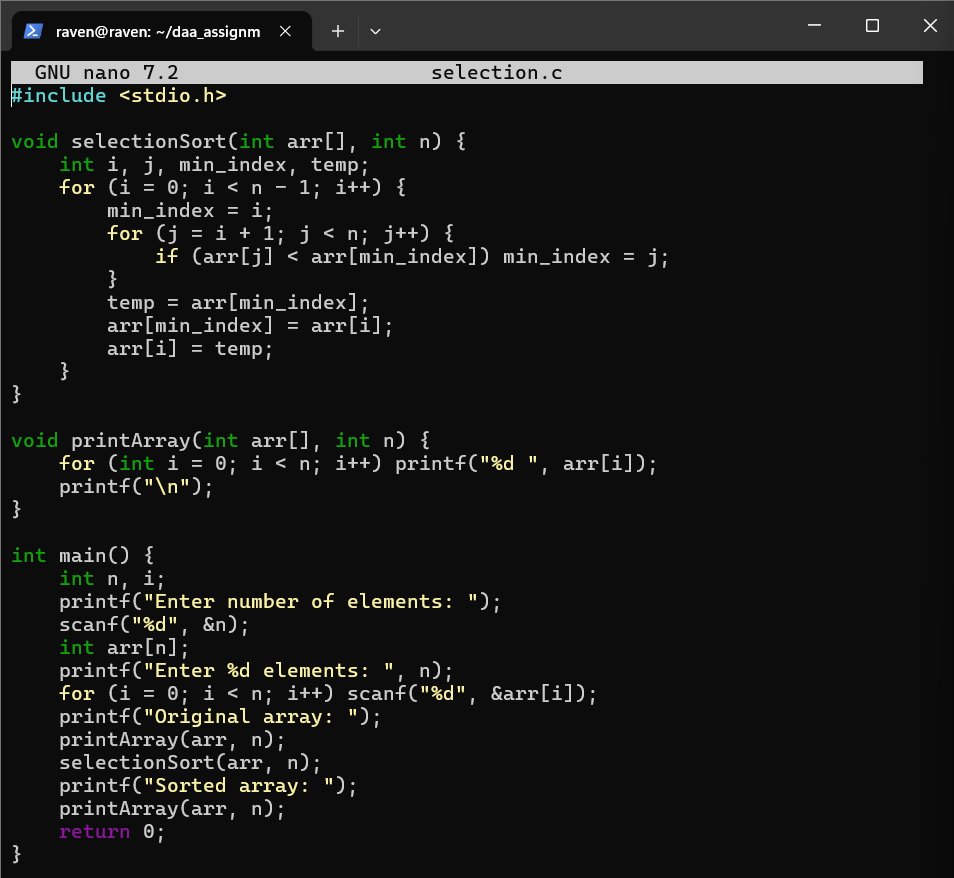 raven@raven: ~/daa_assignm
GNU nano 7.2 selection.c
#include <stdio.h>

void selectionSort(int arr[], int n) {
    int i, j, min_index, temp;
    for (i = 0; i < n - 1; i++) {
        min_index = i;
        for (j = i + 1; j < n; j++) {
            if (arr[j] < arr[min_index]) min_index = j;
        }
        temp = arr[min_index];
        arr[min_index] = arr[i];
        arr[i] = temp;
    }
}

void printArray(int arr[], int n) {
    for (int i = 0; i < n; i++) printf("%d ", arr[i]);
    printf("\n");
}

int main() {
    int n, i;
    printf("Enter number of elements: ");
    scanf("%d", &n);
    int arr[n];
    printf("Enter %d elements: ", n);
    for (i = 0; i < n; i++) scanf("%d", &arr[i]);
    printf("Original array: ");
    printArray(arr, n);
    selectionSort(arr, n);
    printf("Sorted array: ");
    printArray(arr, n);
    return 0;
}